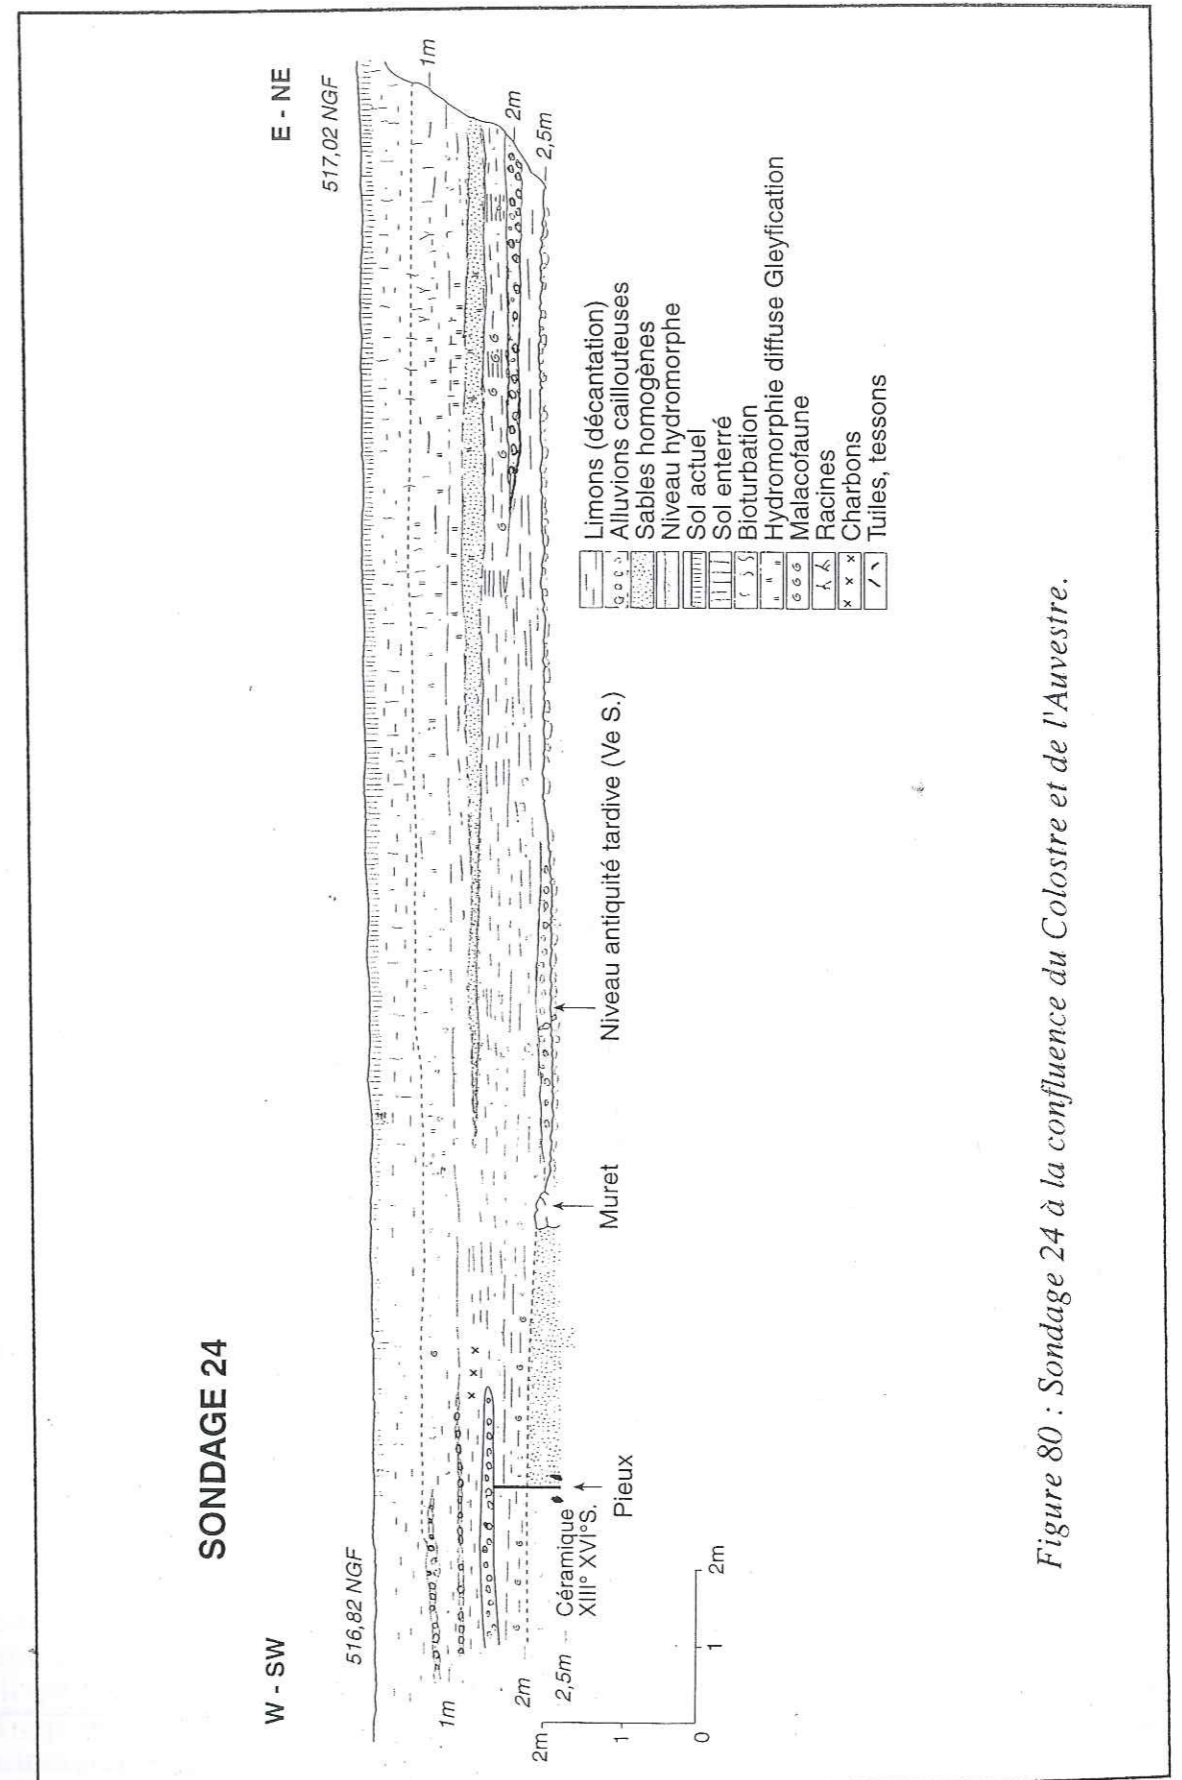 SONDAGE 24
W - SW
E - NE
516,82 NGF
517,02 NGF
1m
2m
2,5m
1m
2m
2,5m
Céramique
XIII° XVI°S.
Pieux
Muret
Niveau antiquité tardive (Ve S.)
Limons (décantation)
Alluvions caillouteuses
Sables homogènes
Niveau hydromorphe
Sol actuel
Sol enterré
Bioturbation
Hydromorphie diffuse Gleyfication
Malacofaune
Racines
Charbons
Tuiles, tessons
2m
1
0
1
2m
Figure 80 : Sondage 24 à la confluence du Colostre et de l'Auvestre.